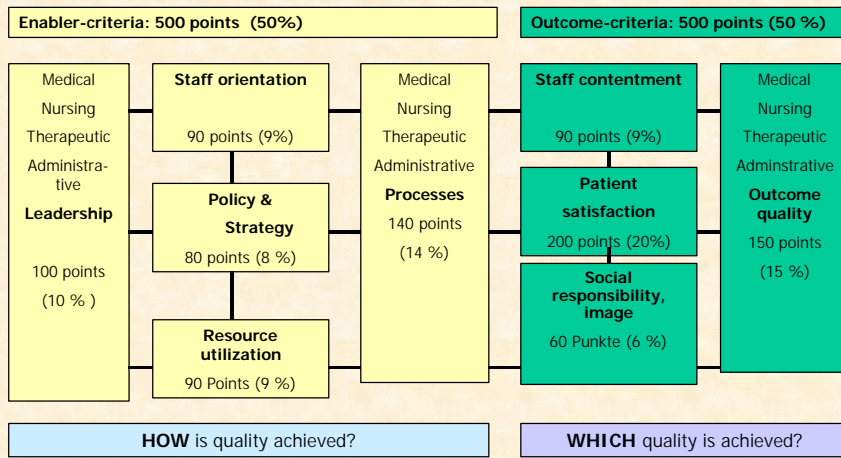 Enabler-criteria: 500 points (50%)
Outcome-criteria: 500 points (50 %)
Medical
Nursing
Therapeutic
Administra-
tive
Leadership
100 points
(10 % )
Staff orientation
90 points (9%)
Policy &
Strategy
80 points (8 %)
Resource
utilization
90 Points (9 %)
Medical
Nursing
Therapeutic
Administrative
Processes
140 points
(14 %)
Staff contentment
90 points (9%)
Patient
satisfaction
200 points (20%)
Social
responsibility,
image
60 Punkte (6 %)
Medical
Nursing
Therapeutic
Adminstrative
Outcome
quality
150 points
(15 %)
HOW is quality achieved?
WHICH quality is achieved?